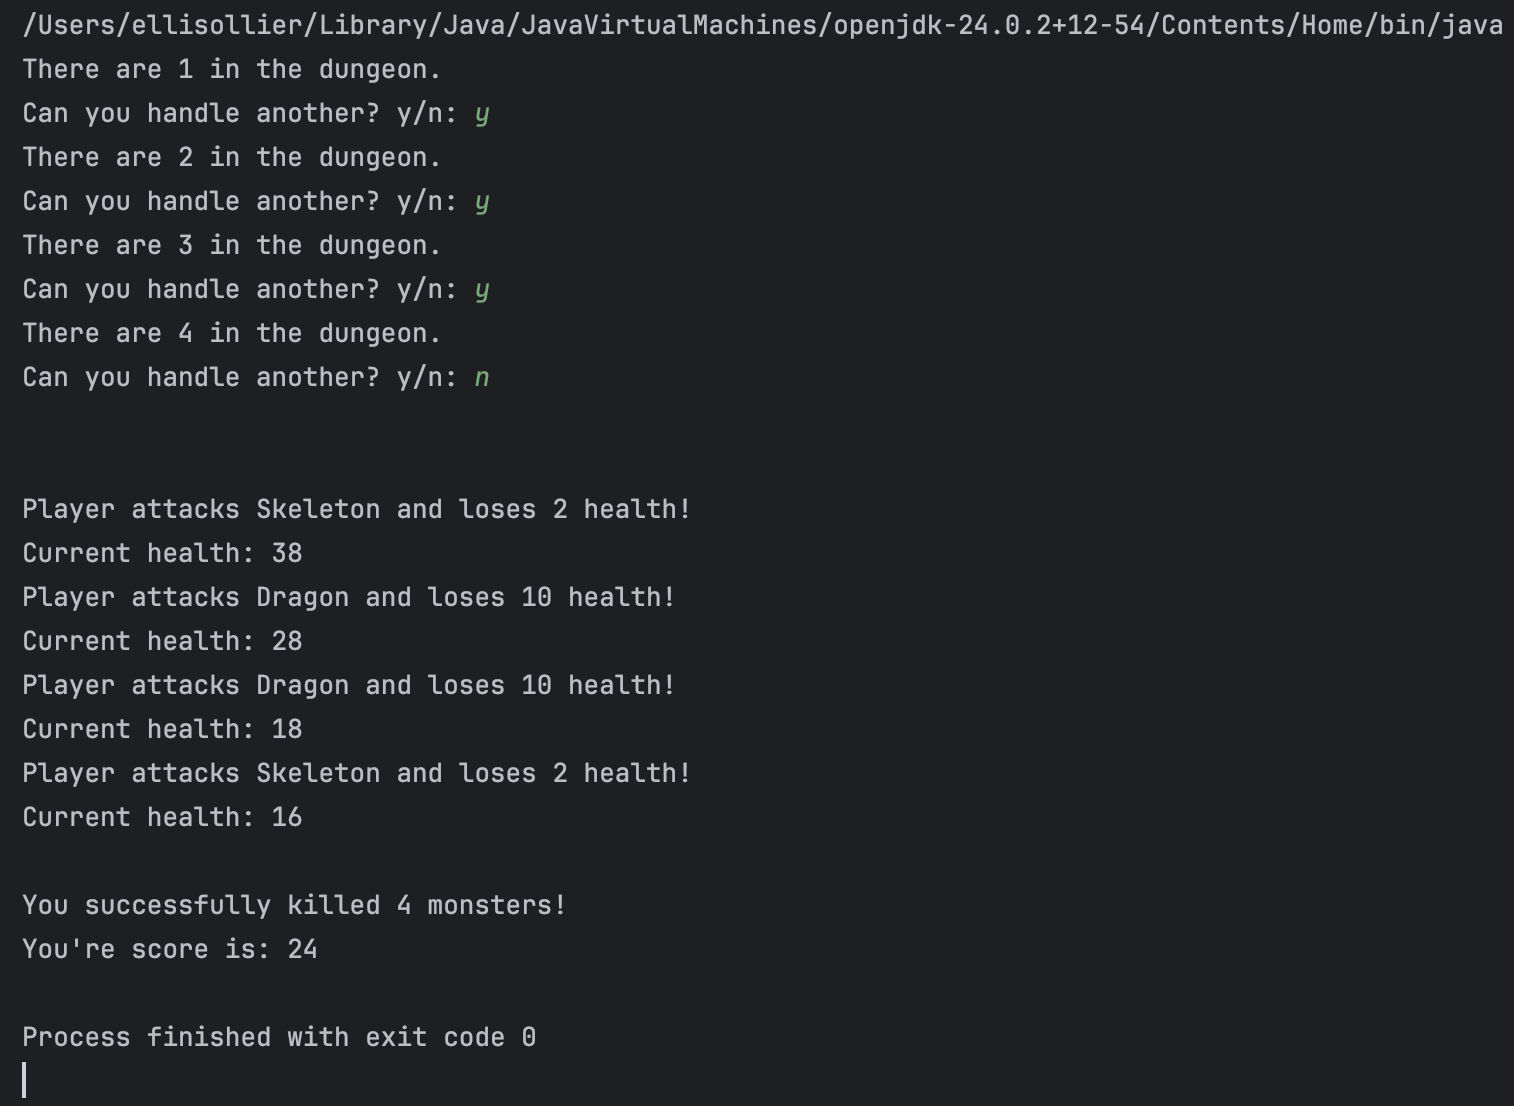 /Users/ellisollier/Library/Java/JavaVirtualMachines/openjdk-24.0.2+12-54/Contents/Home/bin/java
There are 1 in the dungeon.
Can you handle another? y/n: y
There are 2 in the dungeon.
Can you handle another? y/n: y
There are 3 in the dungeon.
Can you handle another? y/n: y
There are 4 in the dungeon.
Can you handle another? y/n: n
Player attacks Skeleton and loses 2 health!
Current health: 38
Player attacks Dragon and loses 10 health!
Current health: 28
Player attacks Dragon and loses 10 health!
Current health: 18
Player attacks Skeleton and loses 2 health!
Current health: 16
You successfully killed 4 monsters!
You're score is: 24
Process finished with exit code 0